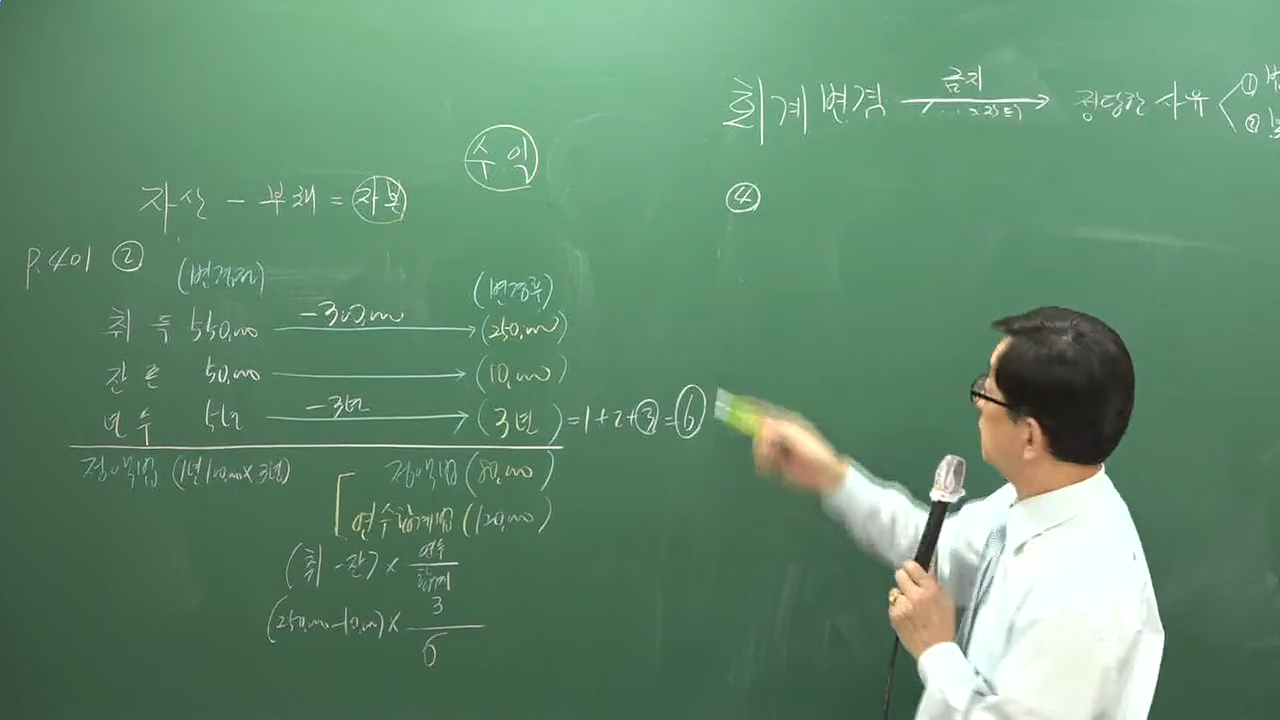 수익
자산 - 부채 = 자본
P.401 ②
(변경전) (변경후)
취득 550,000 -300,000 (250,000)
잔존 50,000 (10,000)
연수 5년 -3년 (3년) = 1+2+③ = ⑥
정액법 (1년 100,000 × 3년) 정액법 (80,000)
연수합계법 (120,000)
(취-잔) × 연수/합계
(250,000-10,000) × 3/6
회계변경 금지 정당한 사유 ①
②
④